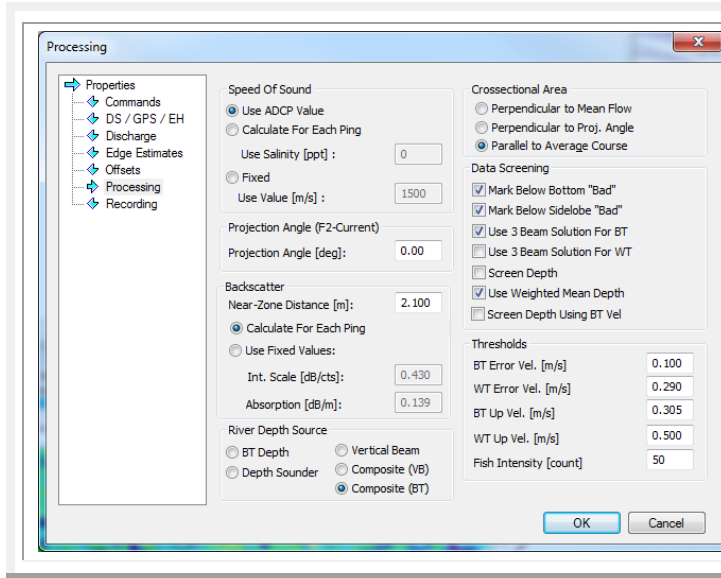 Processing
x
Properties
Commands
DS / GPS / EH
Discharge
Edge Estimates
Offsets
Processing
Recording
Speed Of Sound
Use ADCP Value
Calculate For Each Ping
Use Salinity [ppt] :
0
Fixed
Use Value [m/s] :
1500
Projection Angle (F2-Current)
Projection Angle [deg]:
0.00
Backscatter
Near-Zone Distance [m]:
2.100
Calculate For Each Ping
Use Fixed Values:
Int. Scale [dB/cts]:
0.430
Absorption [dB/m]:
0.139
River Depth Source
BT Depth
Vertical Beam
Depth Sounder
Composite (VB)
Composite (BT)
Crossectional Area
Perpendicular to Mean Flow
Perpendicular to Proj. Angle
Parallel to Average Course
Data Screening
Mark Below Bottom "Bad"
Mark Below Sidelobe "Bad"
Use 3 Beam Solution For BT
Use 3 Beam Solution For WT
Screen Depth
Use Weighted Mean Depth
Screen Depth Using BT Vel
Thresholds
BT Error Vel. [m/s]
0.100
WT Error Vel. [m/s]
0.290
BT Up Vel. [m/s]
0.305
WT Up Vel. [m/s]
0.500
Fish Intensity [count]
50
OK
Cancel